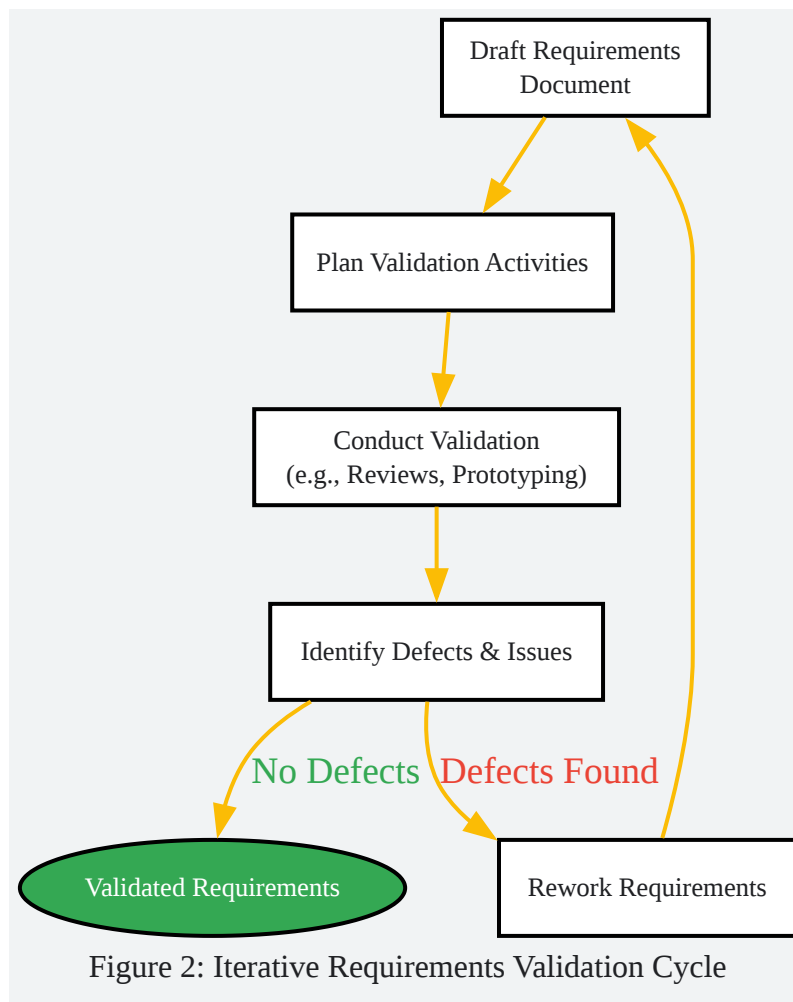 Draft Requirements
Document
Plan Validation Activities
Conduct Validation
(e.g., Reviews, Prototyping)
Identify Defects & Issues
No Defects
Defects Found
Validated Requirements
Rework Requirements
Figure 2: Iterative Requirements Validation Cycle